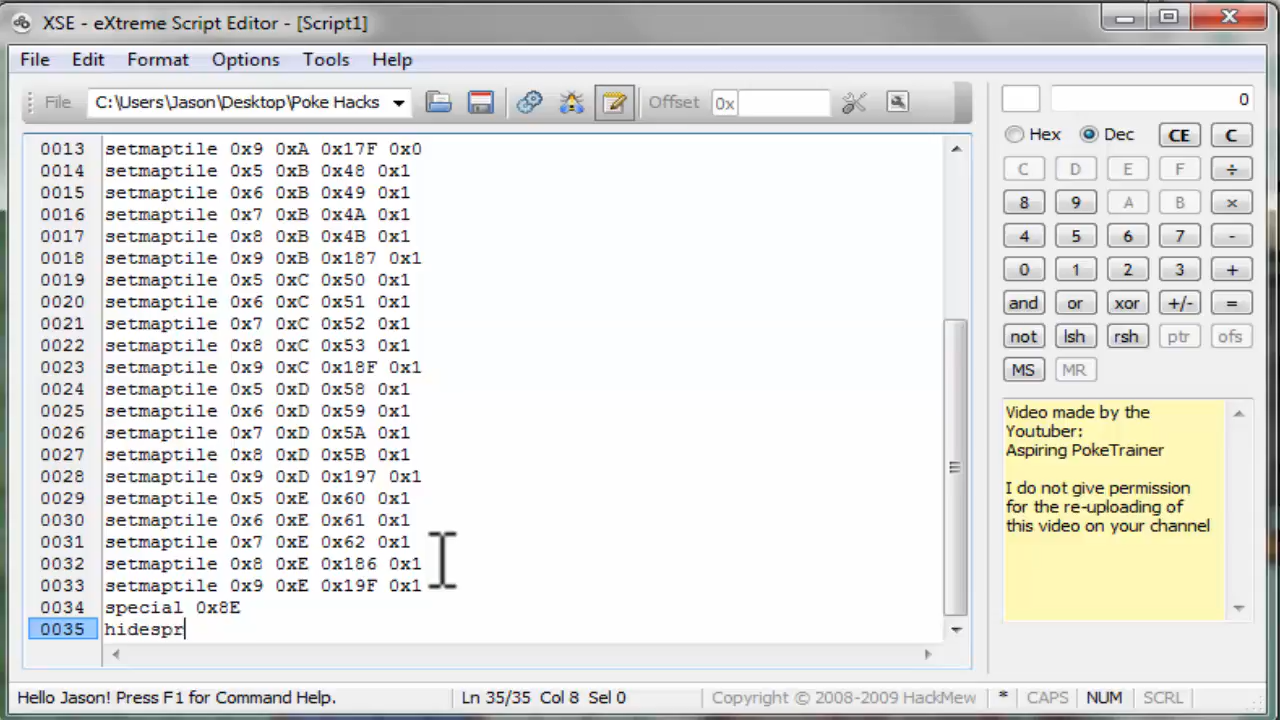 XSE - eXtreme Script Editor - [Script1]
File Edit Format Options Tools Help
File C:\Users\Jason\Desktop\Poke Hacks Offset 0x
0
Hex Dec CE C
C D E F ÷
8 9 A B ×
4 5 6 7 -
0 1 2 3 +
and or xor +/- =
not lsh rsh ptr ofs
MS MR
0013 setmaptile 0x9 0xA 0x17F 0x0
0014 setmaptile 0x5 0xB 0x48 0x1
0015 setmaptile 0x6 0xB 0x49 0x1
0016 setmaptile 0x7 0xB 0x4A 0x1
0017 setmaptile 0x8 0xB 0x4B 0x1
0018 setmaptile 0x9 0xB 0x187 0x1
0019 setmaptile 0x5 0xC 0x50 0x1
0020 setmaptile 0x6 0xC 0x51 0x1
0021 setmaptile 0x7 0xC 0x52 0x1
0022 setmaptile 0x8 0xC 0x53 0x1
0023 setmaptile 0x9 0xC 0x18F 0x1
0024 setmaptile 0x5 0xD 0x58 0x1
0025 setmaptile 0x6 0xD 0x59 0x1
0026 setmaptile 0x7 0xD 0x5A 0x1
0027 setmaptile 0x8 0xD 0x5B 0x1
0028 setmaptile 0x9 0xD 0x197 0x1
0029 setmaptile 0x5 0xE 0x60 0x1
0030 setmaptile 0x6 0xE 0x61 0x1
0031 setmaptile 0x7 0xE 0x62 0x1
0032 setmaptile 0x8 0xE 0x186 0x1
0033 setmaptile 0x9 0xE 0x19F 0x1
0034 special 0x8E
0035 hidespr
Video made by the
Youtuber:
Aspiring PokeTrainer
I do not give permission
for the re-uploading of
this video on your channel
Hello Jason! Press F1 for Command Help. Ln 35/35 Col 8 Sel 0 Copyright © 2008-2009 HackMew * CAPS NUM SCRL